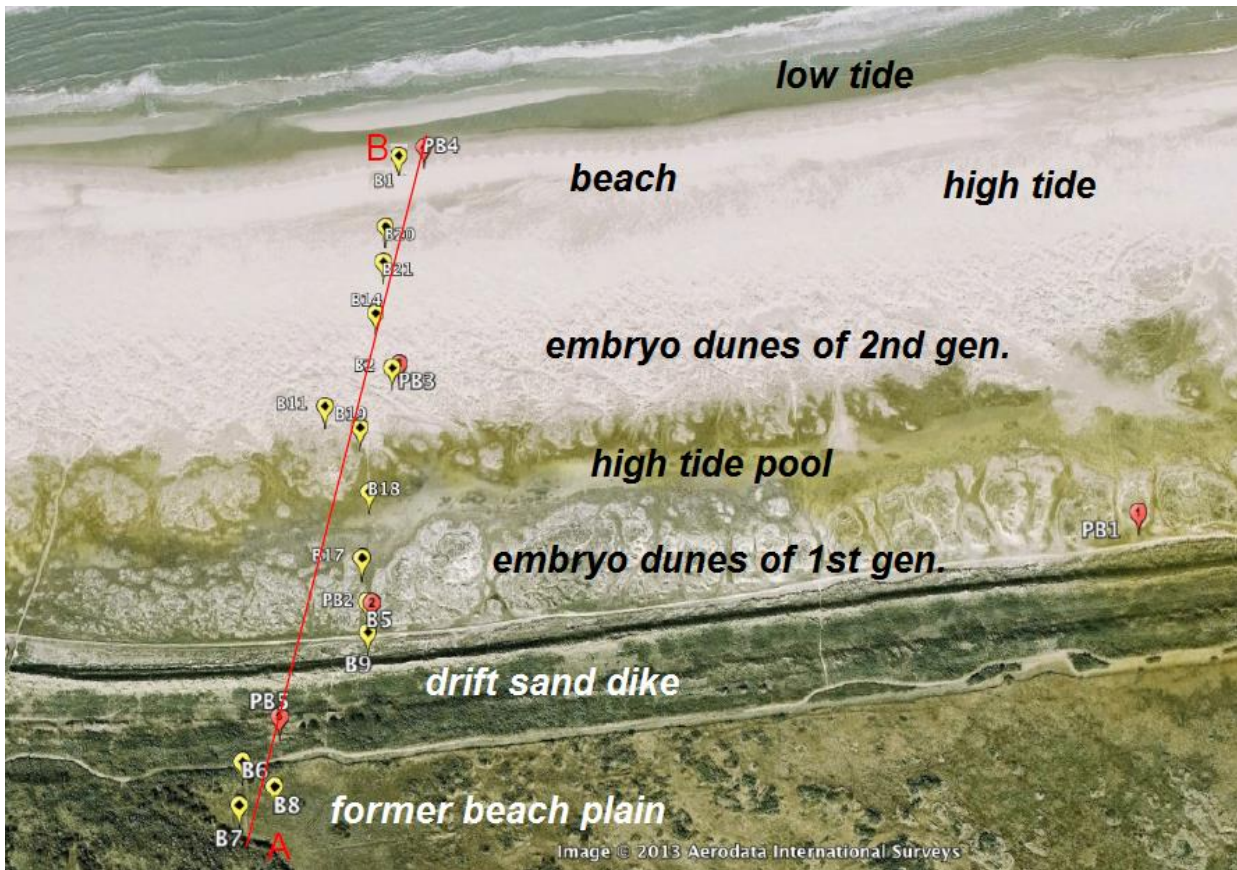 low tide
B
PB4
B1
beach
high tide
B20
B21
B14
embryo dunes of 2nd gen.
B2
PB3
B11
B19
high tide pool
B18
1
PB1
B17
embryo dunes of 1st gen.
PB2
2
B5
B9
drift sand dike
PB5
B6
B8
former beach plain
B7
A
Image © 2013 Aerodata International Surveys